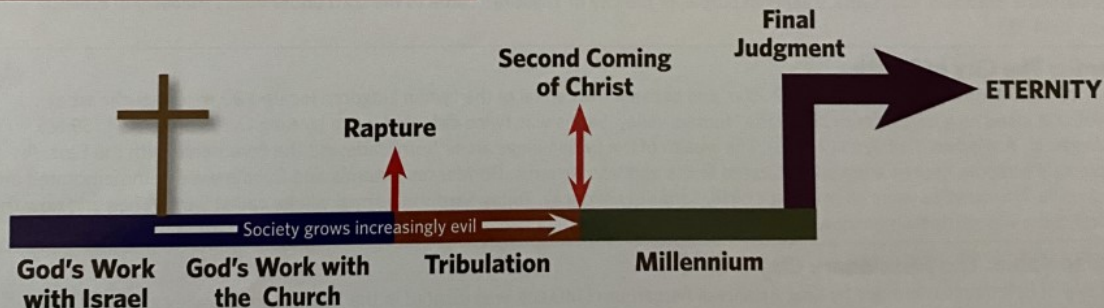 Final
Judgment
Second Coming
of Christ
ETERNITY
Rapture
Society grows increasingly evil
God's Work
with Israel
God's Work with
the Church
Tribulation
Millennium